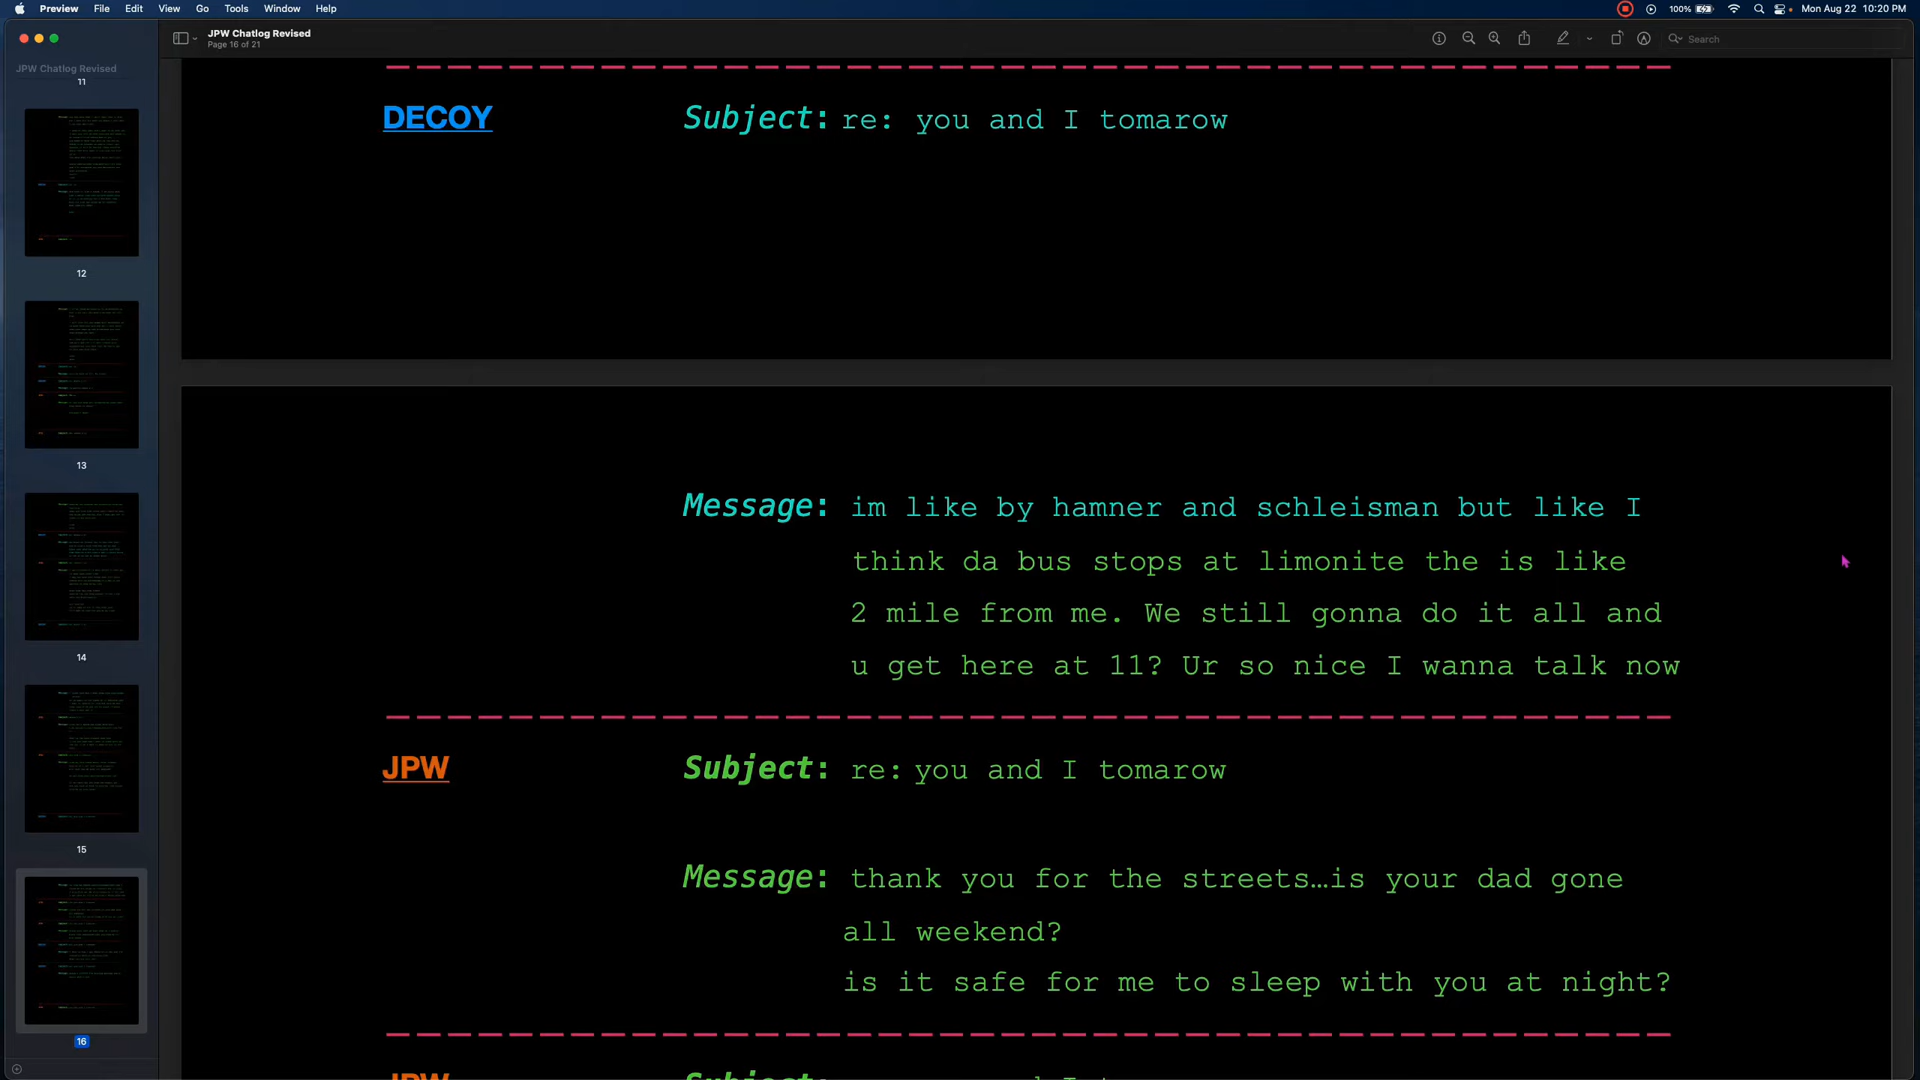 Preview File Edit View Go Tools Window Help
100% Mon Aug 22 10:20 PM
JPW Chatlog Revised
Page 16 of 21
Search
JPW Chatlog Revised
11
12
13
14
15
16
DECOY Subject: re: you and I tomarow
Message: im like by hamner and schleisman but like I
think da bus stops at limonite the is like
2 mile from me. We still gonna do it all and
u get here at 11? Ur so nice I wanna talk now
JPW Subject: re: you and I tomarow
Message: thank you for the streets…is your dad gone
all weekend?
is it safe for me to sleep with you at night?